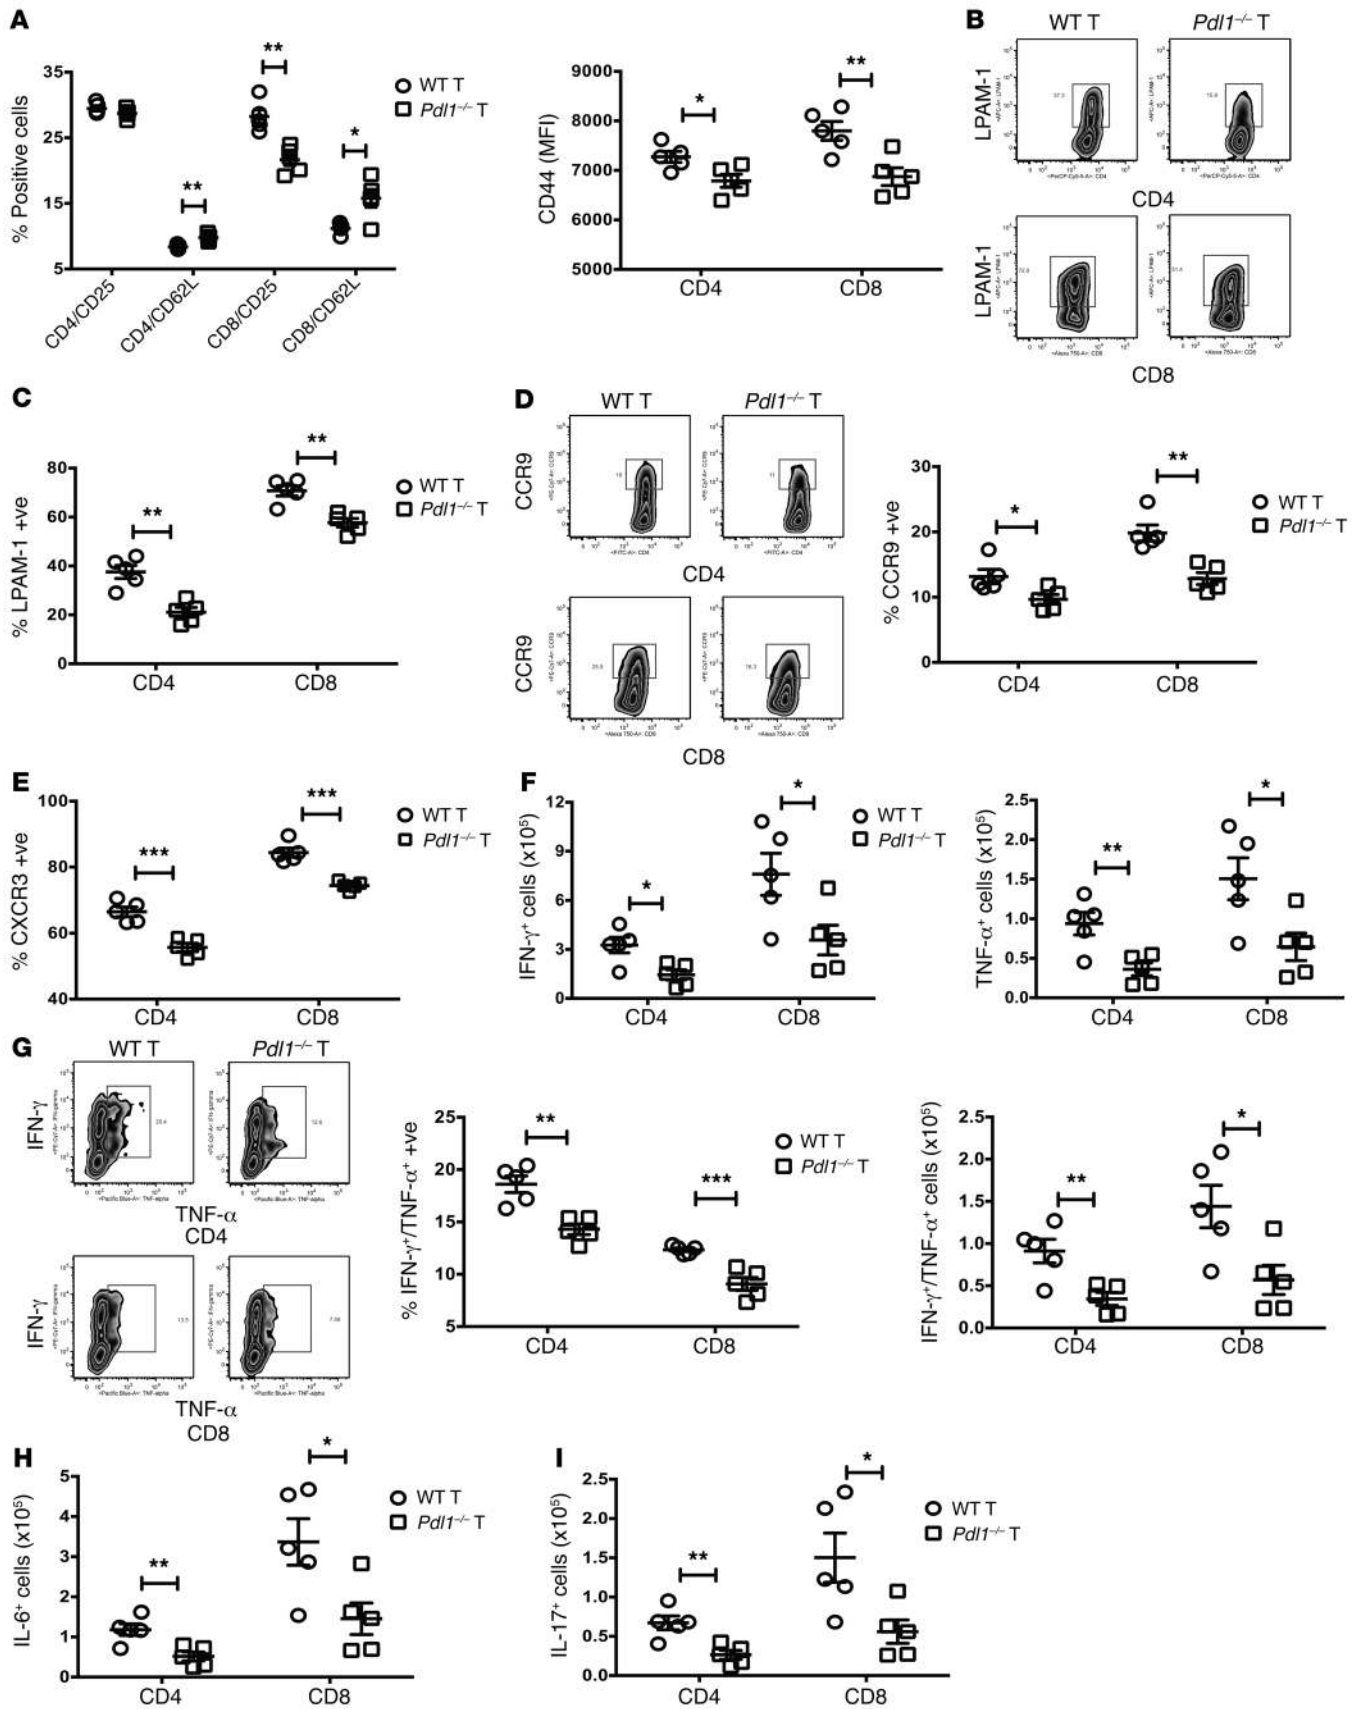 A
35
25
15
5
% Positive cells
**
**
*
CD4/CD25
CD4/CD62L
CD8/CD25
CD8/CD62L
WT T
Pdl1–/– T
9000
8000
7000
6000
5000
CD44 (MFI)
*
**
CD4
CD8
B
WT T
Pdl1–/– T
LPAM-1
CD4
LPAM-1
CD8
C
80
60
40
20
0
% LPAM-1 +ve
**
**
CD4
CD8
WT T
Pdl1–/– T
D
WT T
Pdl1–/– T
CCR9
CD4
CCR9
CD8
30
20
10
0
% CCR9 +ve
*
**
CD4
CD8
WT T
Pdl1–/– T
E
100
80
60
40
% CXCR3 +ve
***
***
CD4
CD8
WT T
Pdl1–/– T
F
12
9
6
3
0
IFN-γ+ cells (x10⁵)
*
*
CD4
CD8
WT T
Pdl1–/– T
2.5
2.0
1.5
1.0
0.5
0.0
TNF-α+ cells (x10⁵)
**
*
CD4
CD8
G
WT T
Pdl1–/– T
IFN-γ
TNF-α
CD4
IFN-γ
TNF-α
CD8
25
20
15
10
5
% IFN-γ+/TNF-α+ +ve
**
***
CD4
CD8
WT T
Pdl1–/– T
2.5
2.0
1.5
1.0
0.5
0.0
IFN-γ+/TNF-α+ cells (x10⁵)
**
*
CD4
CD8
H
5
4
3
2
1
0
IL-6+ cells (x10⁵)
**
*
CD4
CD8
WT T
Pdl1–/– T
I
2.5
2.0
1.5
1.0
0.5
0.0
IL-17+ cells (x10⁵)
**
*
CD4
CD8
WT T
Pdl1–/– T